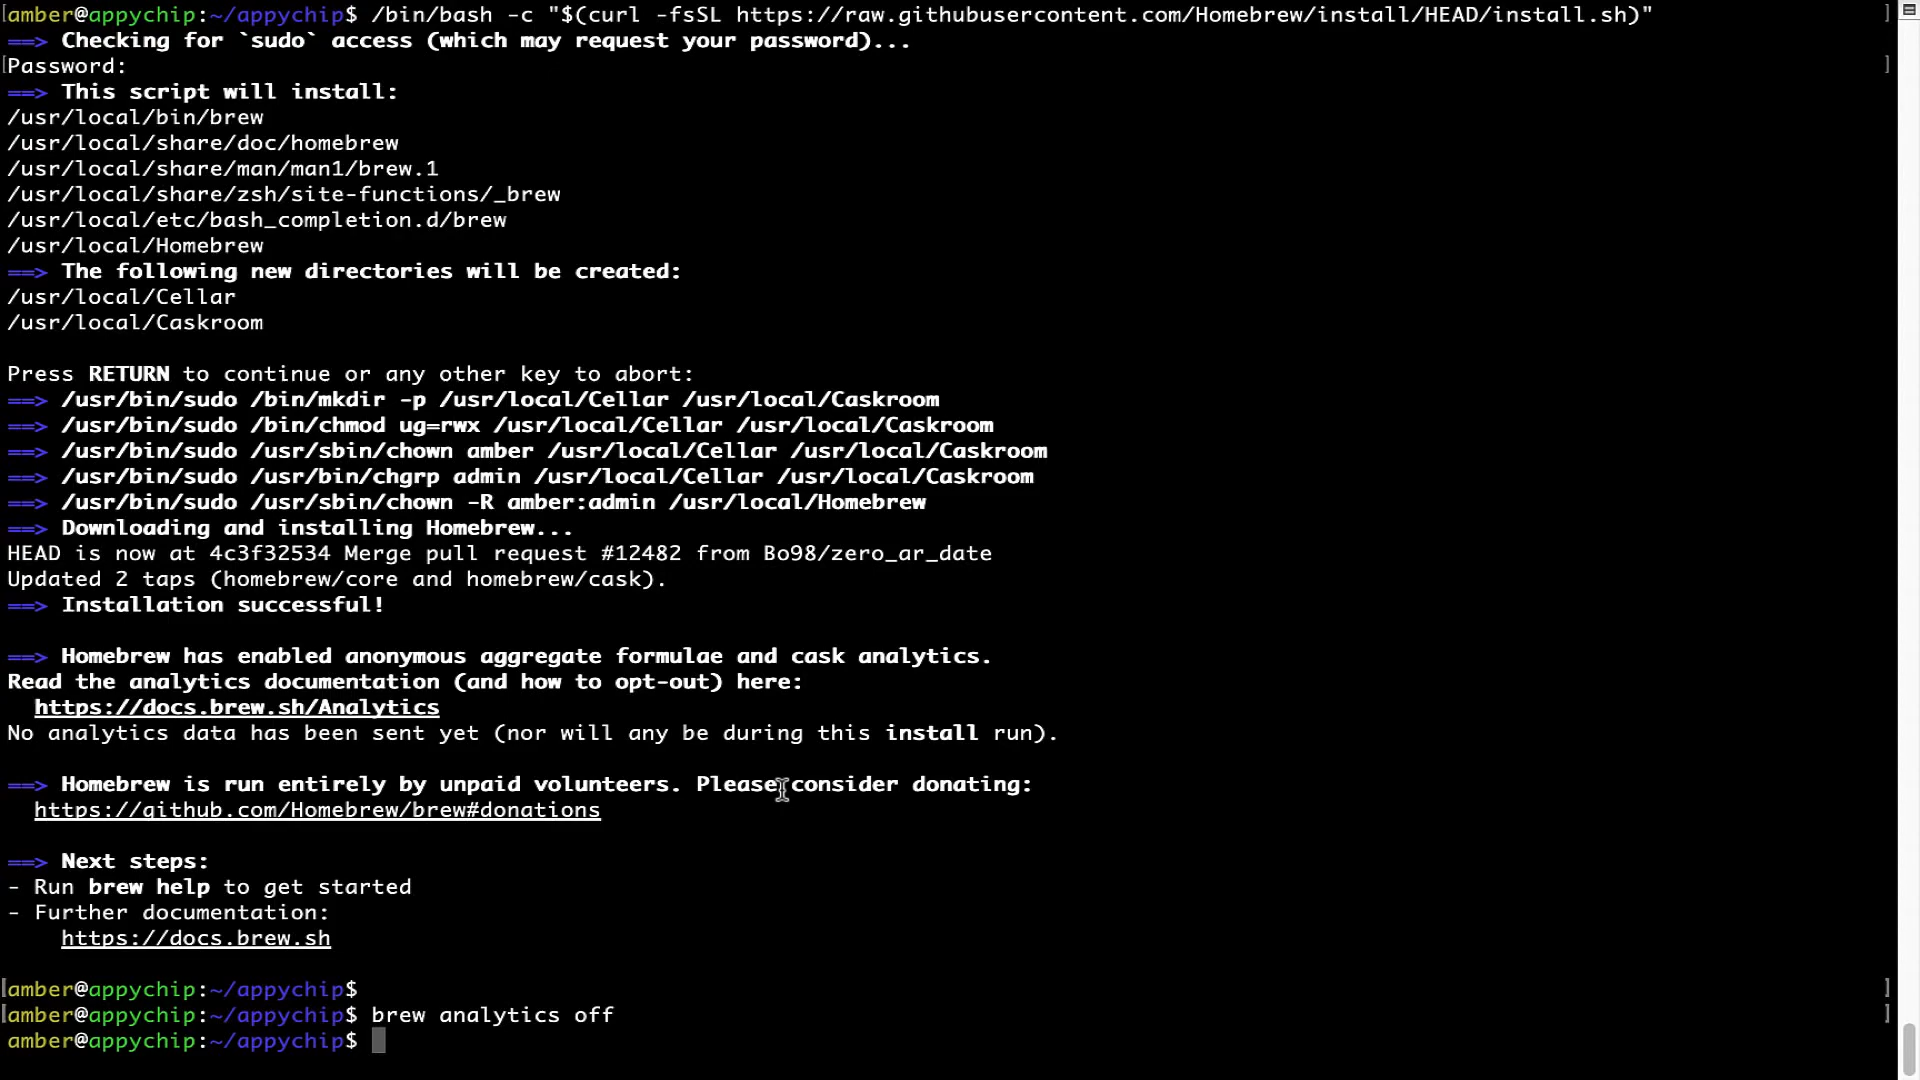 [amber@appychip:~/appychip$ /bin/bash -c "$(curl -fsSL https://raw.githubusercontent.com/Homebrew/install/HEAD/install.sh)" ]
==> Checking for `sudo` access (which may request your password)...
[Password: ]
==> This script will install:
/usr/local/bin/brew
/usr/local/share/doc/homebrew
/usr/local/share/man/man1/brew.1
/usr/local/share/zsh/site-functions/_brew
/usr/local/etc/bash_completion.d/brew
/usr/local/Homebrew
==> The following new directories will be created:
/usr/local/Cellar
/usr/local/Caskroom
Press RETURN to continue or any other key to abort:
==> /usr/bin/sudo /bin/mkdir -p /usr/local/Cellar /usr/local/Caskroom
==> /usr/bin/sudo /bin/chmod ug=rwx /usr/local/Cellar /usr/local/Caskroom
==> /usr/bin/sudo /usr/sbin/chown amber /usr/local/Cellar /usr/local/Caskroom
==> /usr/bin/sudo /usr/bin/chgrp admin /usr/local/Cellar /usr/local/Caskroom
==> /usr/bin/sudo /usr/sbin/chown -R amber:admin /usr/local/Homebrew
==> Downloading and installing Homebrew...
HEAD is now at 4c3f32534 Merge pull request #12482 from Bo98/zero_ar_date
Updated 2 taps (homebrew/core and homebrew/cask).
==> Installation successful!
==> Homebrew has enabled anonymous aggregate formulae and cask analytics.
Read the analytics documentation (and how to opt-out) here:
https://docs.brew.sh/Analytics
No analytics data has been sent yet (nor will any be during this install run).
==> Homebrew is run entirely by unpaid volunteers. Please consider donating:
https://github.com/Homebrew/brew#donations
==> Next steps:
- Run brew help to get started
- Further documentation:
https://docs.brew.sh
[amber@appychip:~/appychip$ ]
[amber@appychip:~/appychip$ brew analytics off ]
amber@appychip:~/appychip$